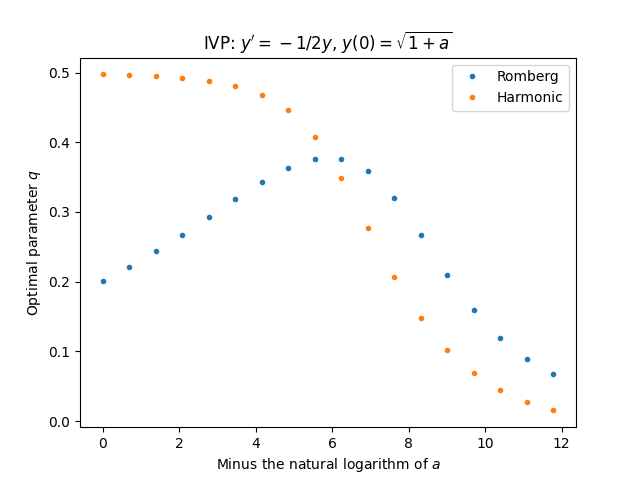 IVP: y′ = −1/2y, y(0) = √1 + a
Romberg
Harmonic
Optimal parameter q
0.5
0.4
0.3
0.2
0.1
0.0
0 2 4 6 8 10 12
Minus the natural logarithm of a